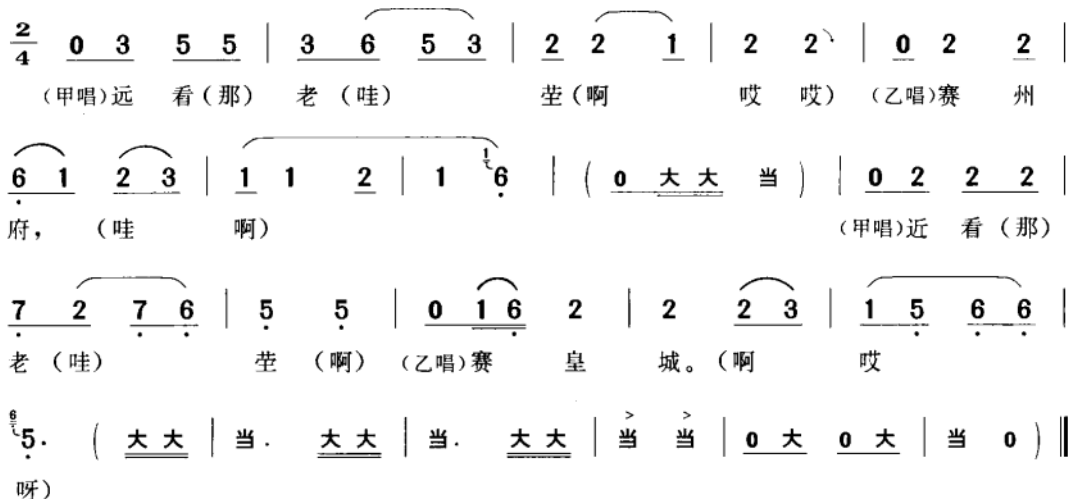 2/4 0 3 5 5 | 3 6 5 3 | 2 2 1 | 2 2 | 0 2 2 |
(甲唱)远 看(那) 老 (哇) 茔(啊 哎 哎) (乙唱)赛 州
6 1 2 3 | 1 1 2 | 1 1 6 | ( 0 大 大 当 ) | 0 2 2 2 |
府, (哇 啊) (甲唱)近 看(那)
7 2 7 6 | 5 5 | 0 1 6 2 | 2 2 3 | 1 5 6 6 |
老 (哇) 茔 (啊) (乙唱)赛 皇 城。(啊 哎
6 5. ( 大 大 | 当. 大 大 | 当. 大 大 | 当 当 | 0 大 0 大 | 当 0 )
呀)